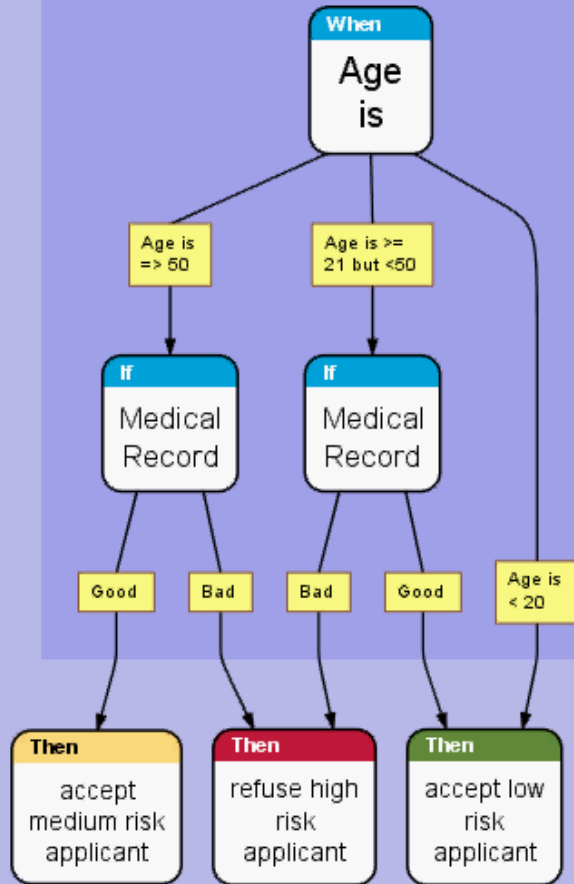 When
Age
is
Age is
=> 50
Age is >=
21 but <50
If
Medical
Record
If
Medical
Record
Good
Bad
Bad
Good
Age is
< 20
Then
accept
medium risk
applicant
Then
refuse high
risk
applicant
Then
accept low
risk
applicant